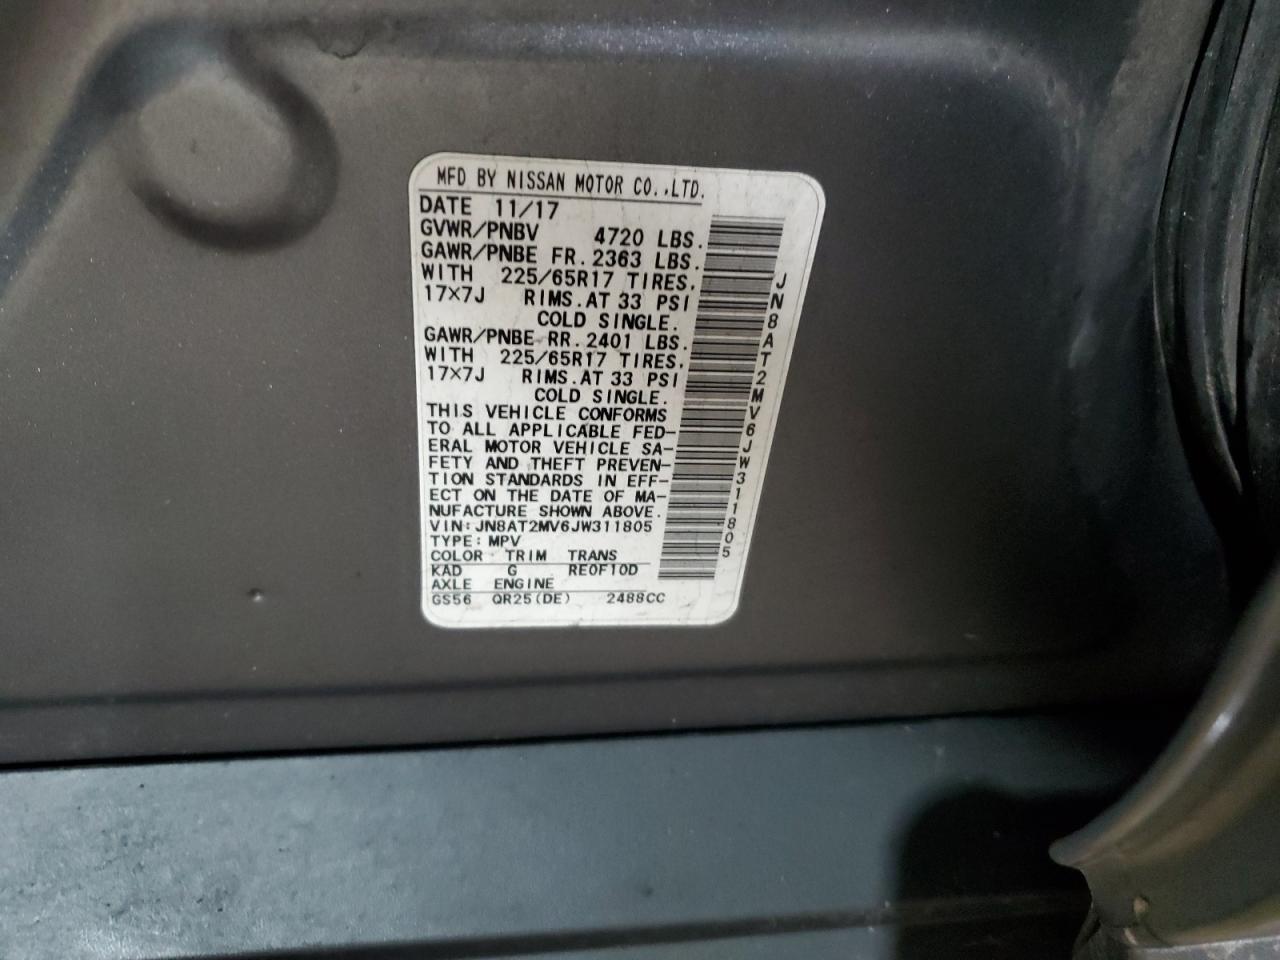 MFD BY NISSAN MOTOR CO.,LTD.
DATE 11/17
GVWR/PNBV 4720 LBS.
GAWR/PNBE FR. 2363 LBS.
WITH 225/65R17 TIRES.
17×7J RIMS.AT 33 PSI
COLD SINGLE.
GAWR/PNBE RR. 2401 LBS.
WITH 225/65R17 TIRES.
17×7J RIMS.AT 33 PSI
COLD SINGLE.
THIS VEHICLE CONFORMS
TO ALL APPLICABLE FED-
ERAL MOTOR VEHICLE SA-
FETY AND THEFT PREVEN-
TION STANDARDS IN EFF-
ECT ON THE DATE OF MA-
NUFACTURE SHOWN ABOVE.
VIN:JN8AT2MV6JW311805
TYPE:MPV
COLOR TRIM TRANS
KAD G RE0F10D
AXLE ENGINE
GS56 QR25(DE) 2488CC
JN8AT2MV6JW311805